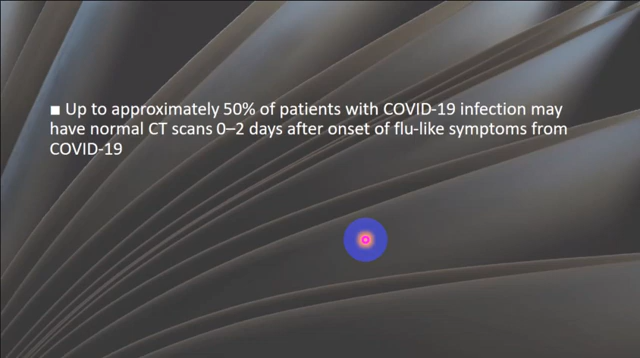 ■ Up to approximately 50% of patients with COVID-19 infection may
have normal CT scans 0–2 days after onset of flu-like symptoms from
COVID-19